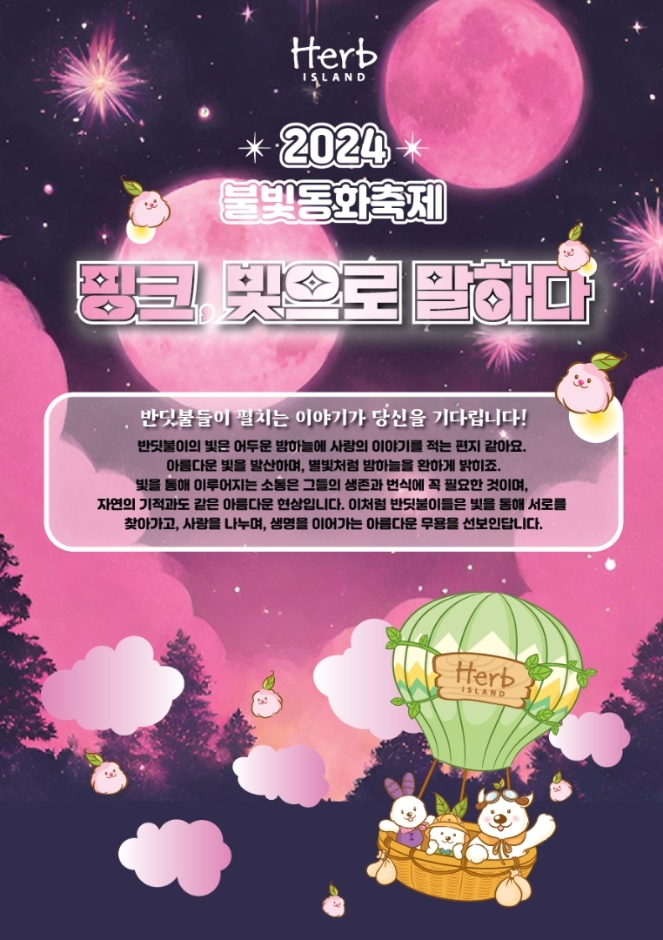 Herb
ISLAND
2024
불빛동화축제
핑크, 빛으로 말하다
반딧불들이 펼치는 이야기가 당신을 기다립니다!
반딧불이의 빛은 어두운 밤하늘에 사랑의 이야기를 적는 편지 같아요.
아름다운 빛을 발산하며, 별빛처럼 밤하늘을 환하게 밝히죠.
빛을 통해 이루어지는 소통은 그들의 생존과 번식에 꼭 필요한 것이며,
자연의 기적과도 같은 아름다운 현상입니다. 이처럼 반딧불이들은 빛을 통해 서로를
찾아가고, 사랑을 나누며, 생명을 이어가는 아름다운 무용을 선보인답니다.
Herb
ISLAND